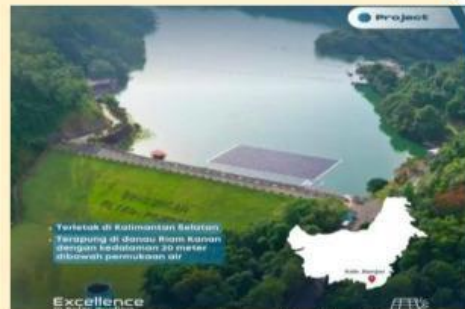 Project
Terletak di Kalimantan Selatan
Terapung di danau Riam Kanan
dengan kedalaman 20 meter
dibawah permukaan air
Kab. Banjar
Excellence